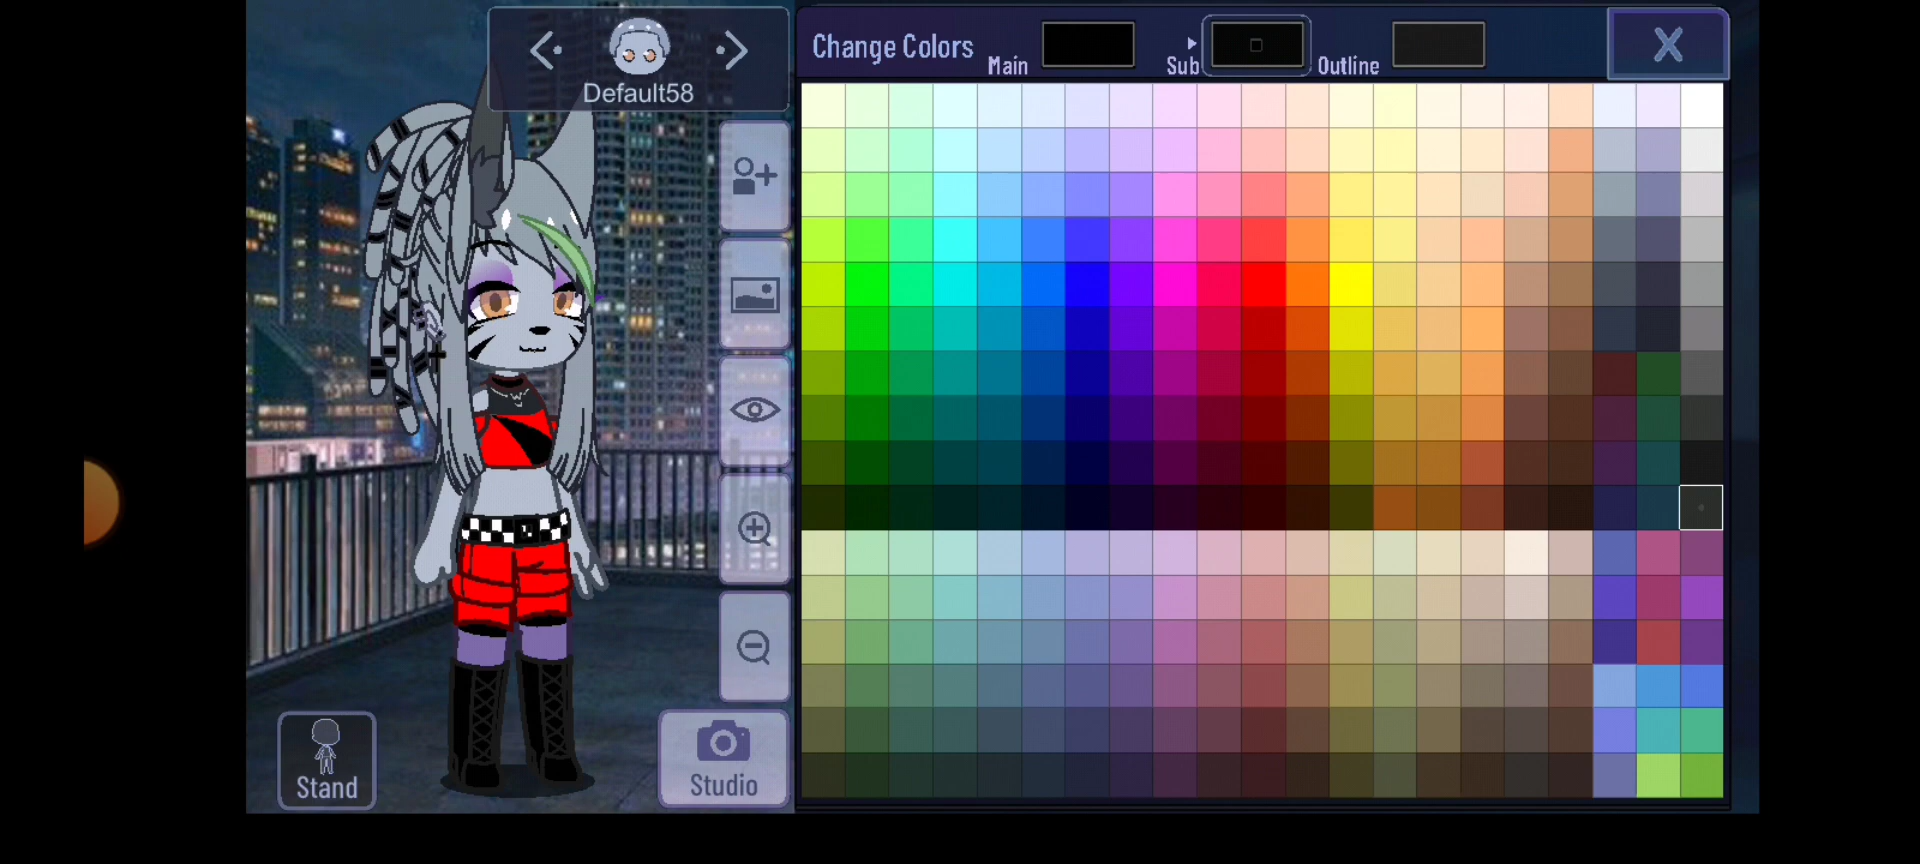 Default58
Change Colors
Main
Sub
Outline
X
Stand
Studio